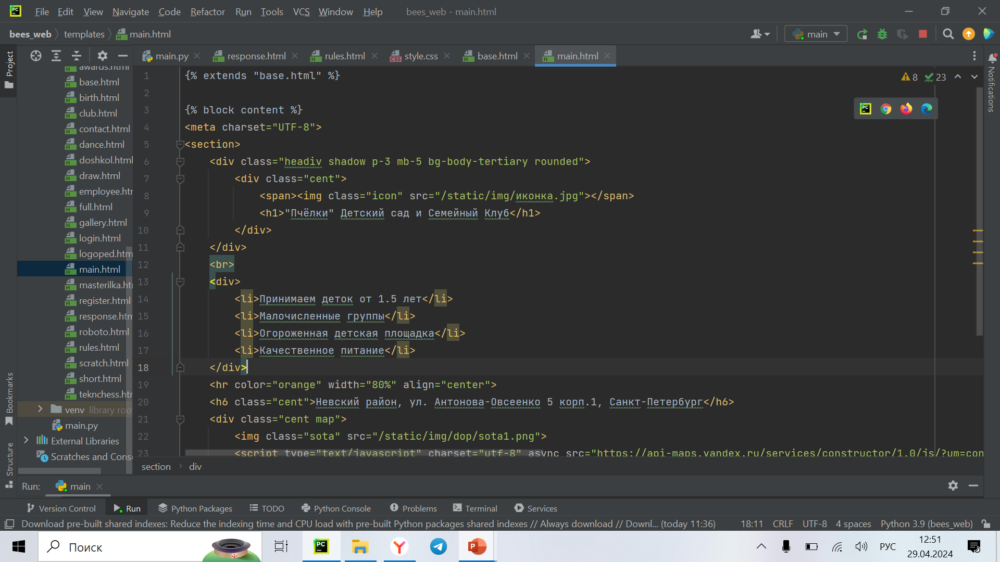 File Edit View Navigate Code Refactor Run Tools VCS Window Help bees_web - main.html
bees_web templates main.html main
main.py response.html rules.html style.css base.html main.html
Project
Notifications
Bookmarks
Structure
awards.html
base.html
birth.html
club.html
contact.html
dance.html
doshkol.html
draw.html
employee.htm
full.html
gallery.html
login.html
logoped.htm
main.html
masterilka.htm
register.html
response.htm
roboto.html
rules.html
scratch.html
short.html
teknchess.htm
venv library roo
main.py
External Libraries
Scratches and Conso
8 23
1 {% extends "base.html" %}
2
3 {% block content %}
4 <meta charset="UTF-8">
5 <section>
6 <div class="headiv shadow p-3 mb-5 bg-body-tertiary rounded">
7 <div class="cent">
8 <span><img class="icon" src="/static/img/иконка.jpg"></span>
9 <h1>"Пчёлки" Детский сад и Семейный Клуб</h1>
10 </div>
11 </div>
12 <br>
13 <div>
14 <li>Принимаем деток от 1.5 лет</li>
15 <li>Малочисленные группы</li>
16 <li>Огороженная детская площадка</li>
17 <li>Качественное питание</li>
18 </div>
19 <hr color="orange" width="80%" align="center">
20 <h6 class="cent">Невский район, ул. Антонова-Овсеенко 5 корп.1, Санкт-Петербург</h6>
21 <div class="cent map">
22 <img class="sota" src="/static/img/dop/sota1.png">
23 <script type="text/javascript" charset="utf-8" async src="https://api-maps.yandex.ru/services/constructor/1.0/js/?um=con
section div
Run: main
Version Control Run Python Packages TODO Python Console Problems Terminal Services
Download pre-built shared indexes: Reduce the indexing time and CPU load with pre-built Python packages shared indexes // Always download // Downl... (today 11:36) 18:11 CRLF UTF-8 4 spaces Python 3.9 (bees_web)
Поиск РУС 12:51
29.04.2024